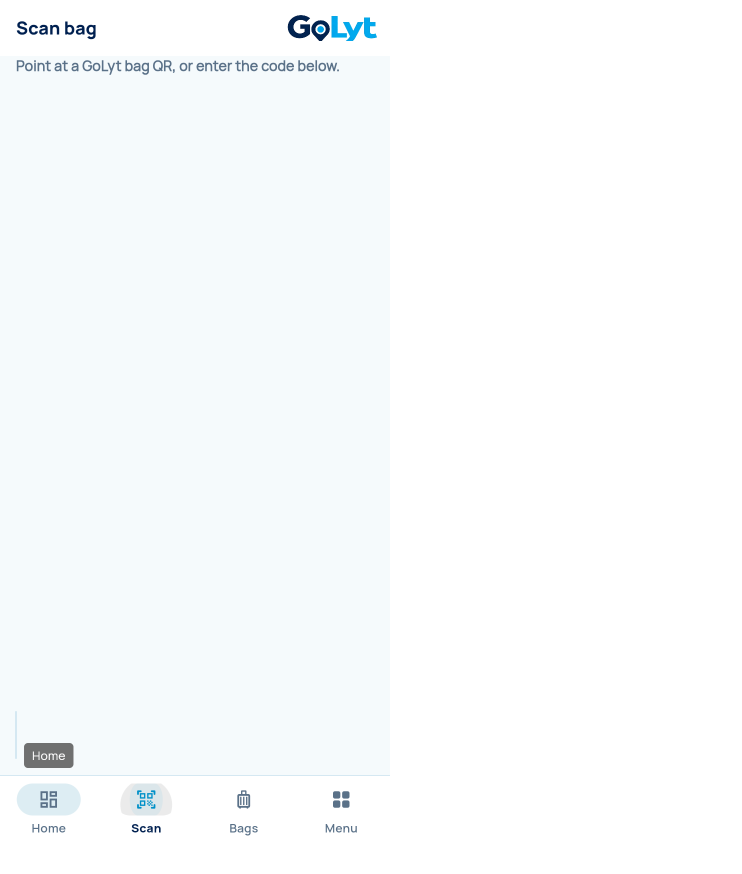 Scan bag
GoLyt
Point at a GoLyt bag QR, or enter the code below.
Home
Home
Scan
Bags
Menu